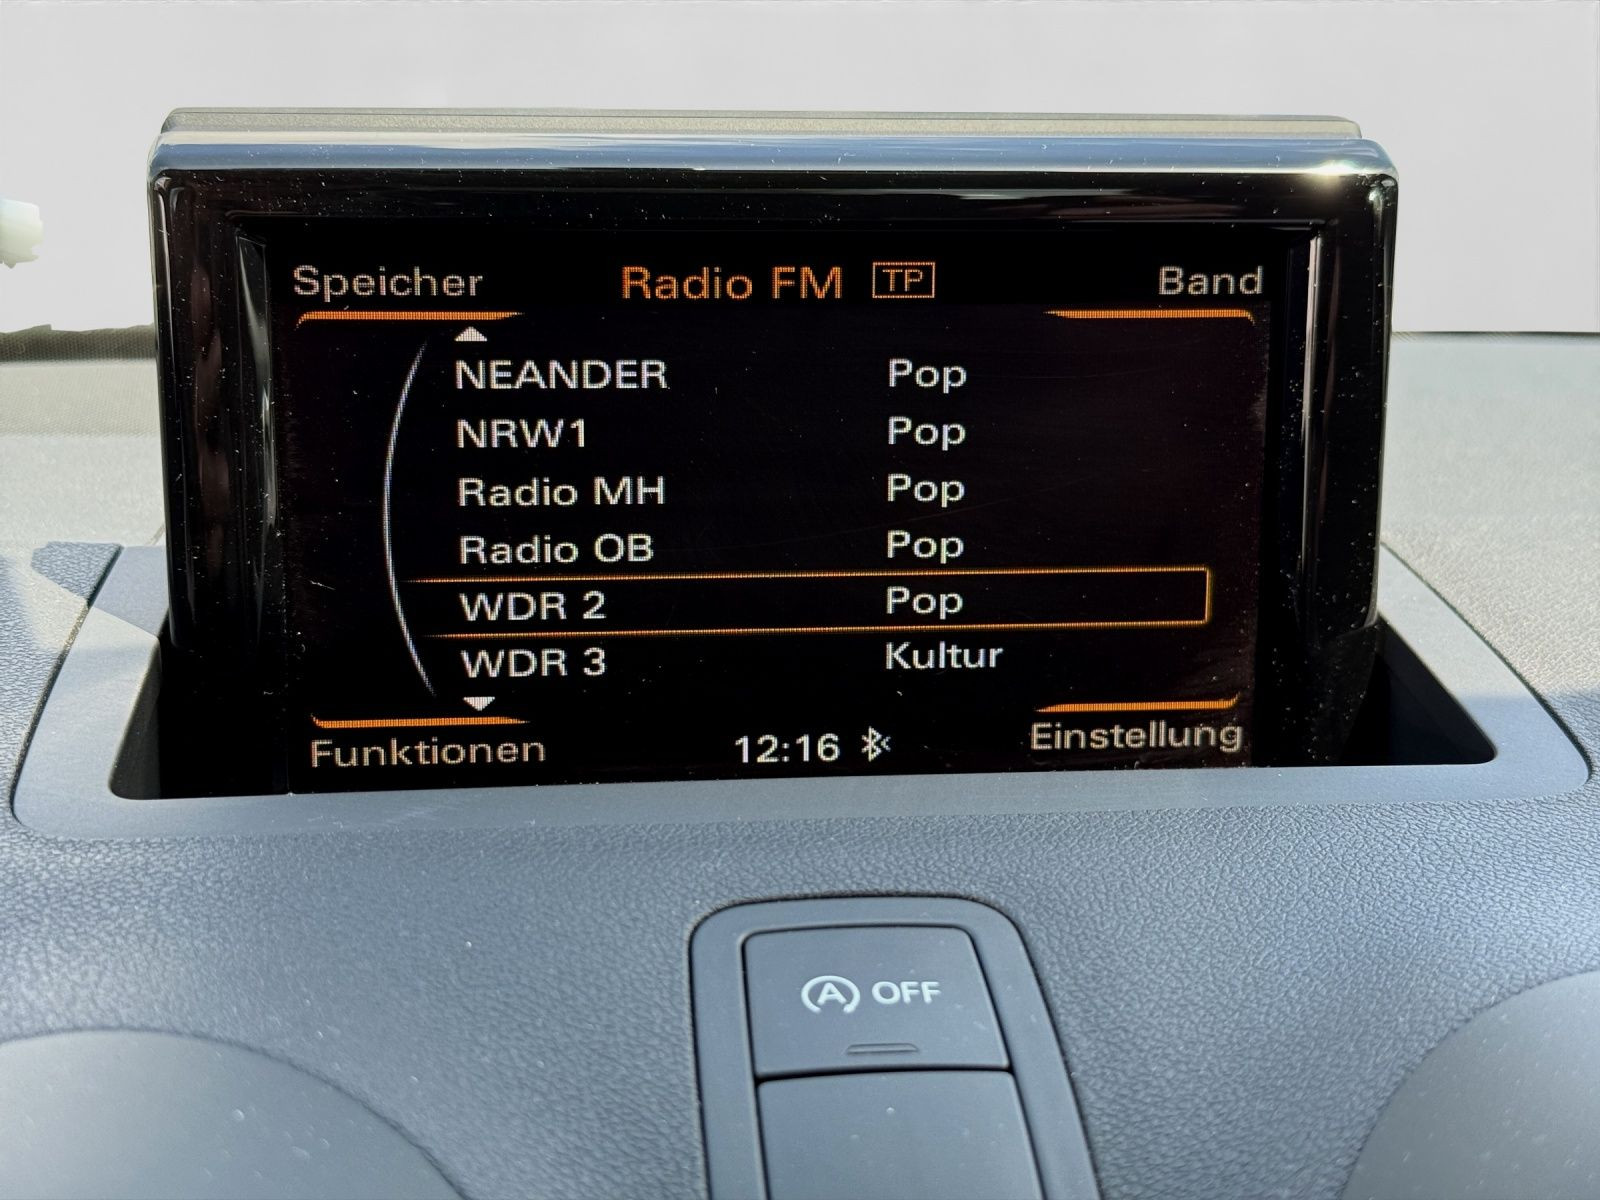 Speicher Radio FM TP Band
NEANDER Pop
NRW1 Pop
Radio MH Pop
Radio OB Pop
WDR 2 Pop
WDR 3 Kultur
Funktionen 12:16 Einstellung
A OFF